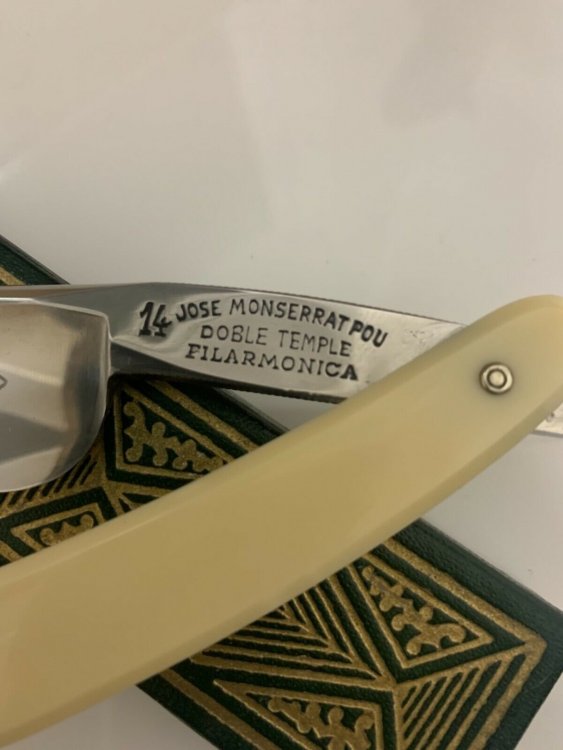 14 JOSE MONSERRAT POU
DOBLE TEMPLE
FILARMONICA